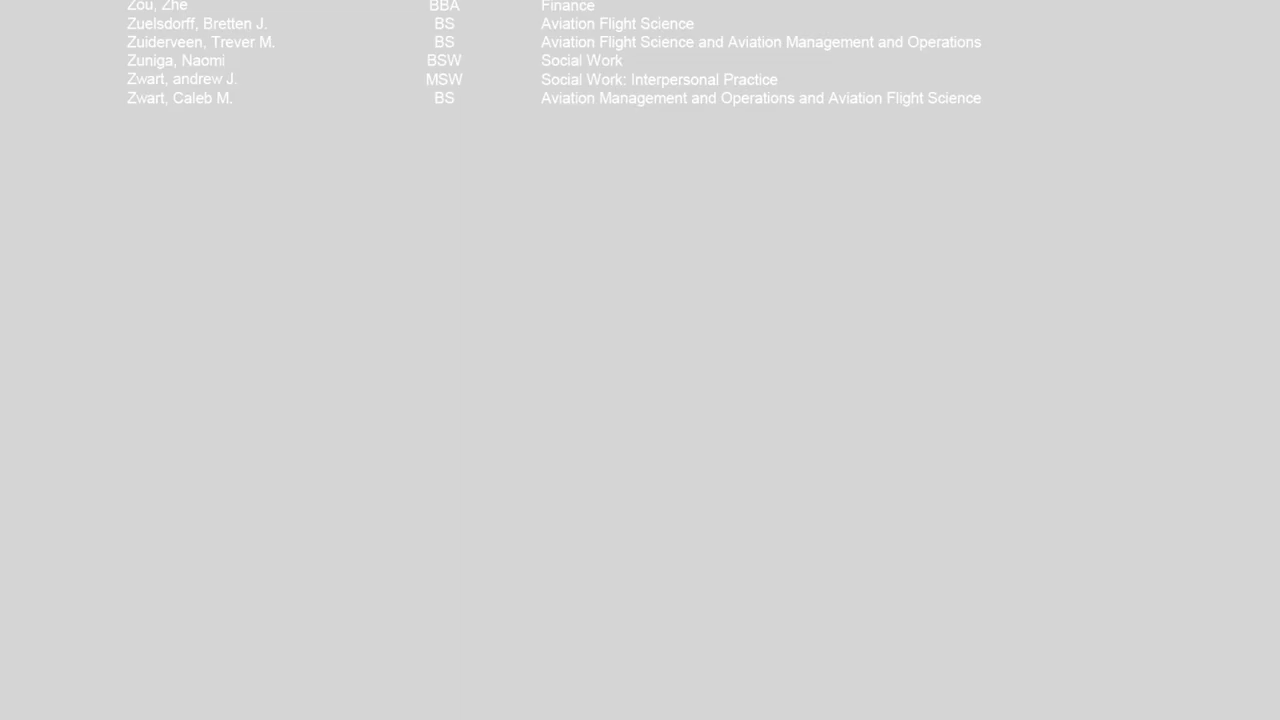 Zou, Zhe BBA Finance
Zuelsdorff, Bretten J. BS Aviation Flight Science
Zuiderveen, Trever M. BS Aviation Flight Science and Aviation Management and Operations
Zuniga, Naomi BSW Social Work
Zwart, andrew J. MSW Social Work: Interpersonal Practice
Zwart, Caleb M. BS Aviation Management and Operations and Aviation Flight Science